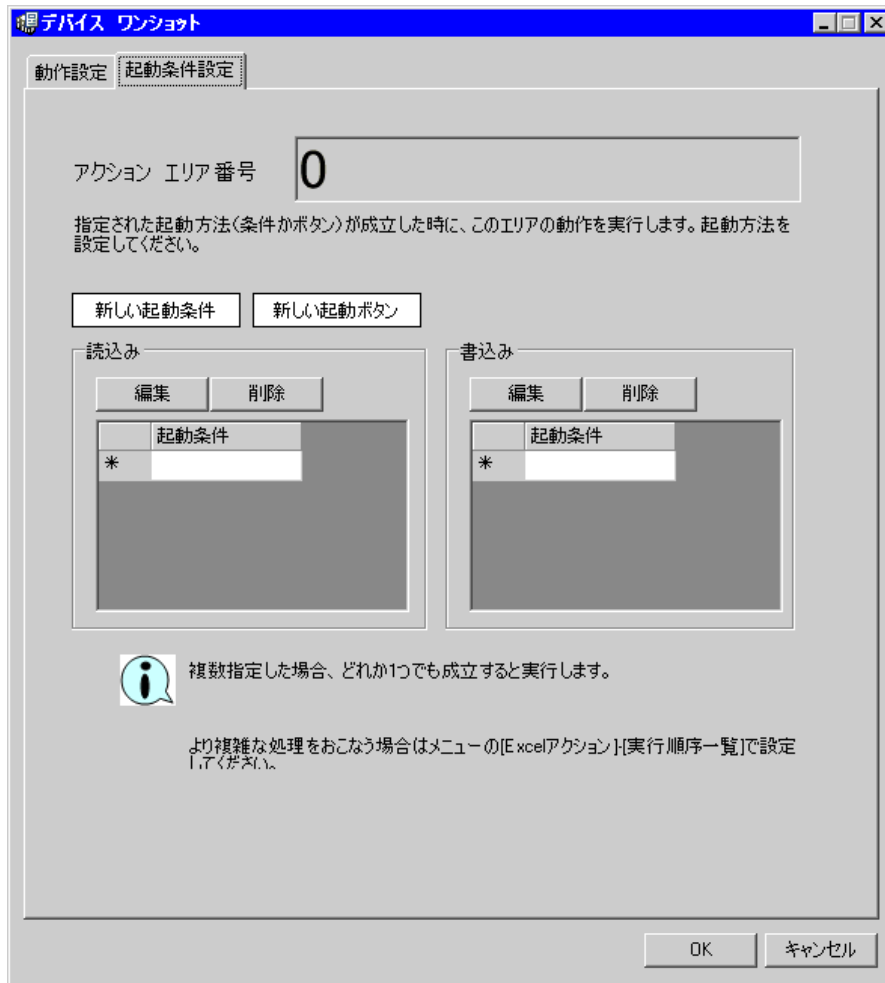 デバイス ワンショット
動作設定 起動条件設定
アクション エリア番号 0
指定された起動方法(条件かボタン)が成立した時に、このエリアの動作を実行します。起動方法を
設定してください。
新しい起動条件 新しい起動ボタン
読込み
編集 削除
起動条件
*
書込み
編集 削除
起動条件
*
複数指定した場合、どれか1つでも成立すると実行します。
より複雑な処理をおこなう場合はメニューの[Excelアクション]-[実行順序一覧]で設定
してください。
OK キャンセル